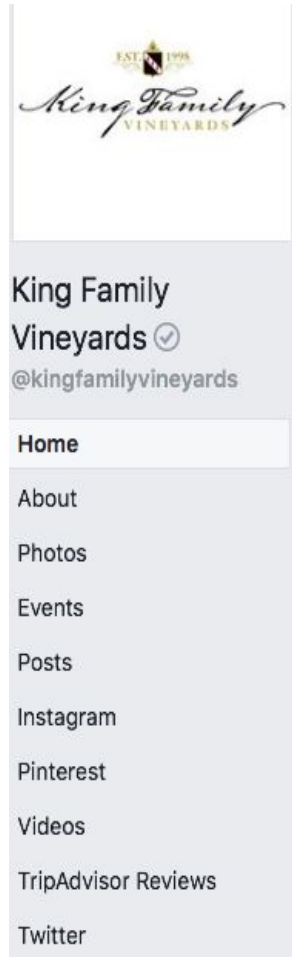 EST. 1998
King Family
VINEYARDS
King Family
Vineyards
@kingfamilyvineyards
Home
About
Photos
Events
Posts
Instagram
Pinterest
Videos
TripAdvisor Reviews
Twitter